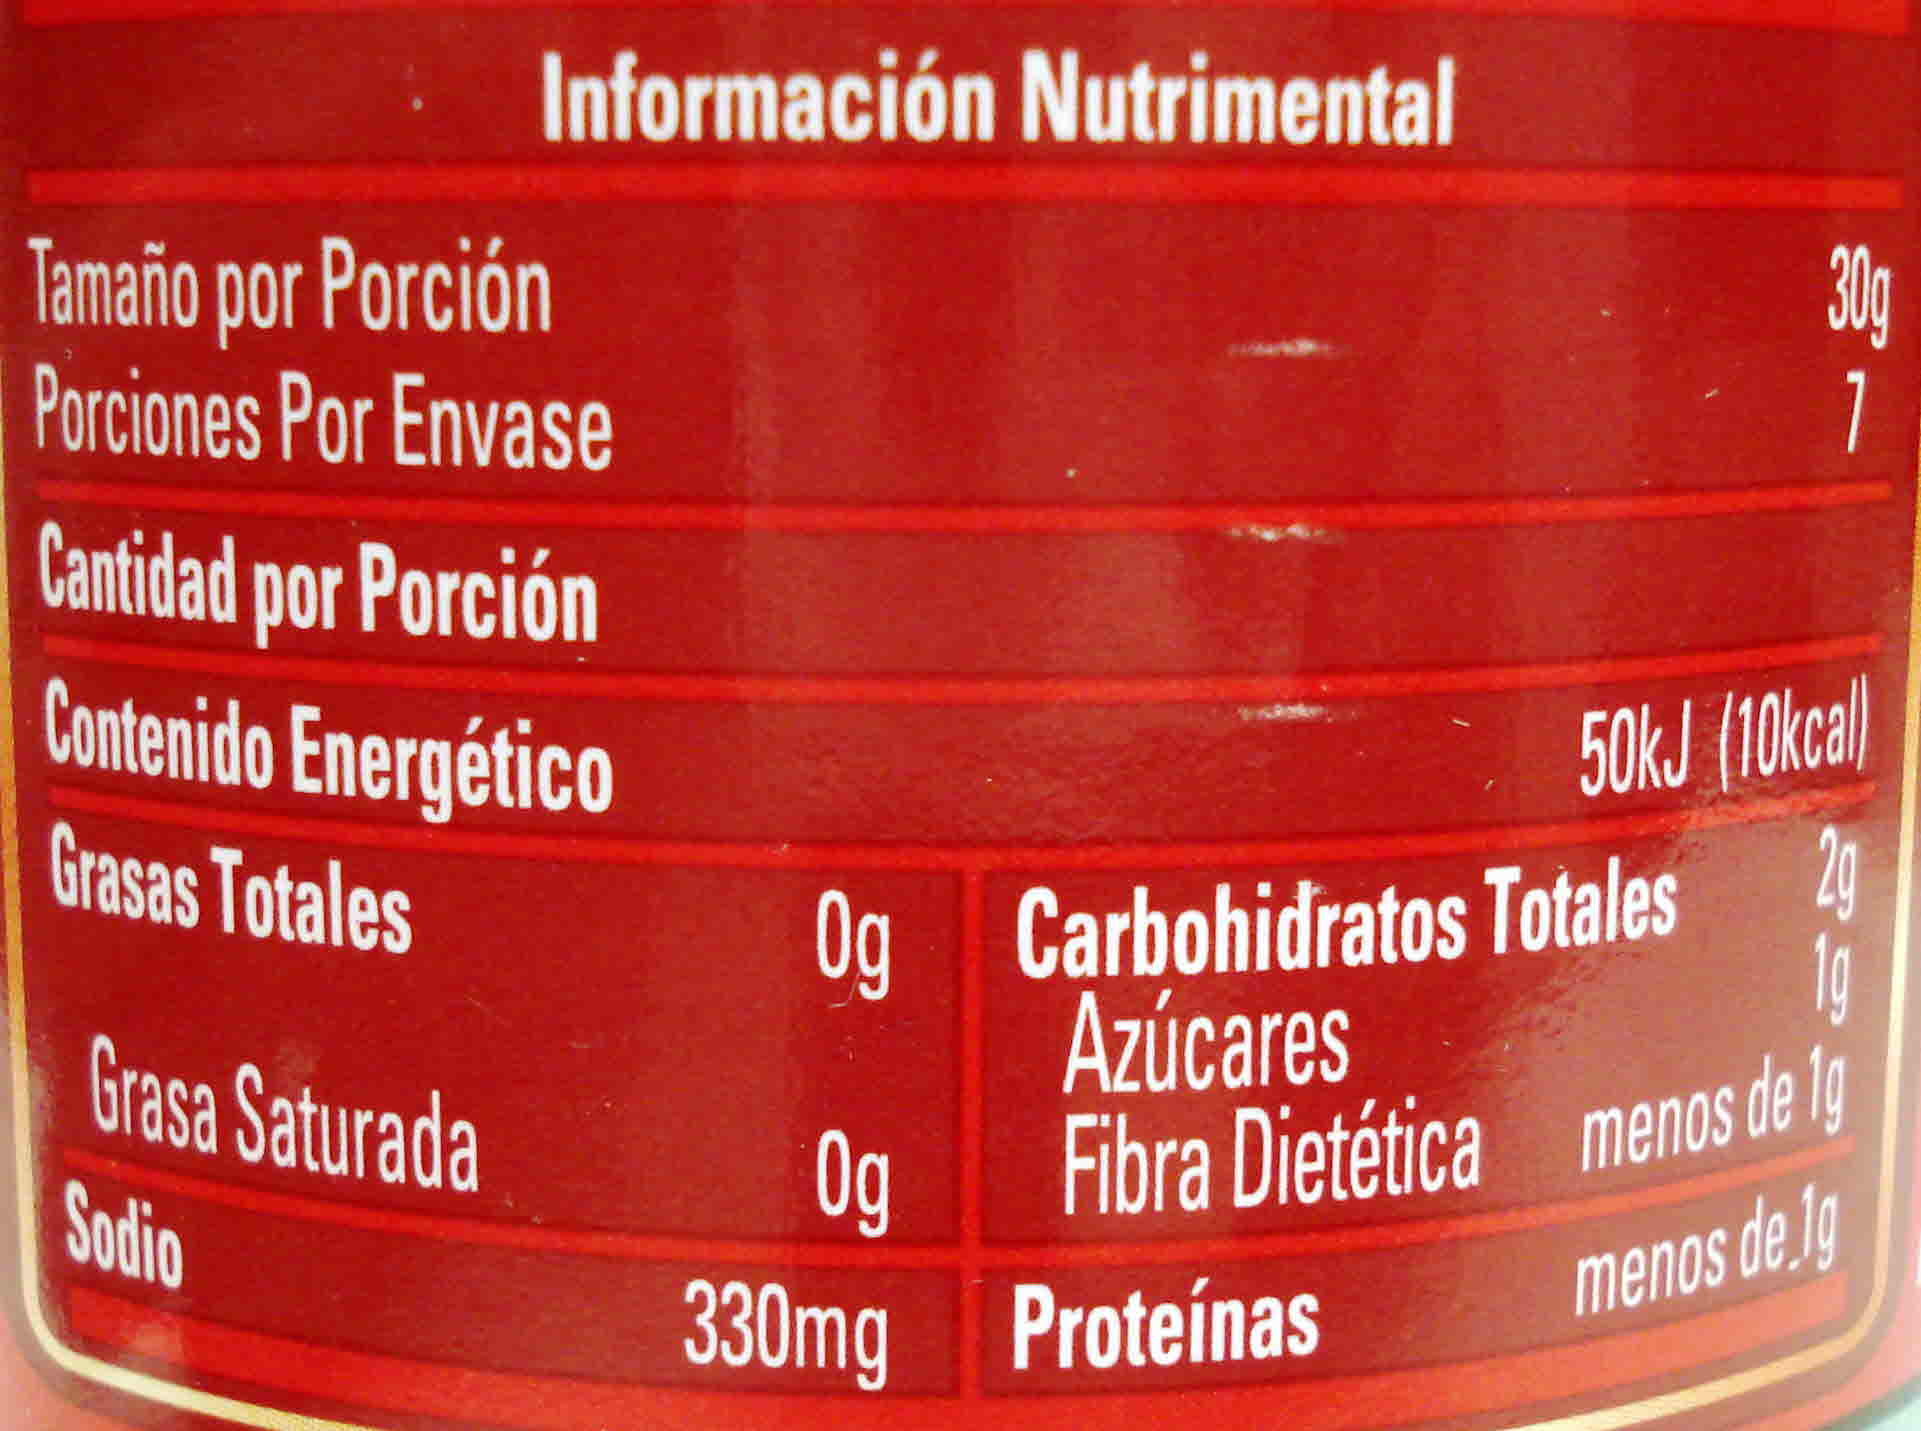 Información Nutrimental
Tamaño por Porción 30g
Porciones Por Envase 7
Cantidad por Porción
Contenido Energético 50kJ (10kcal)
Grasas Totales 0g
Grasa Saturada 0g
Sodio 330mg
Carbohidratos Totales 2g
Azúcares 1g
Fibra Dietética menos de 1g
Proteínas menos de 1g